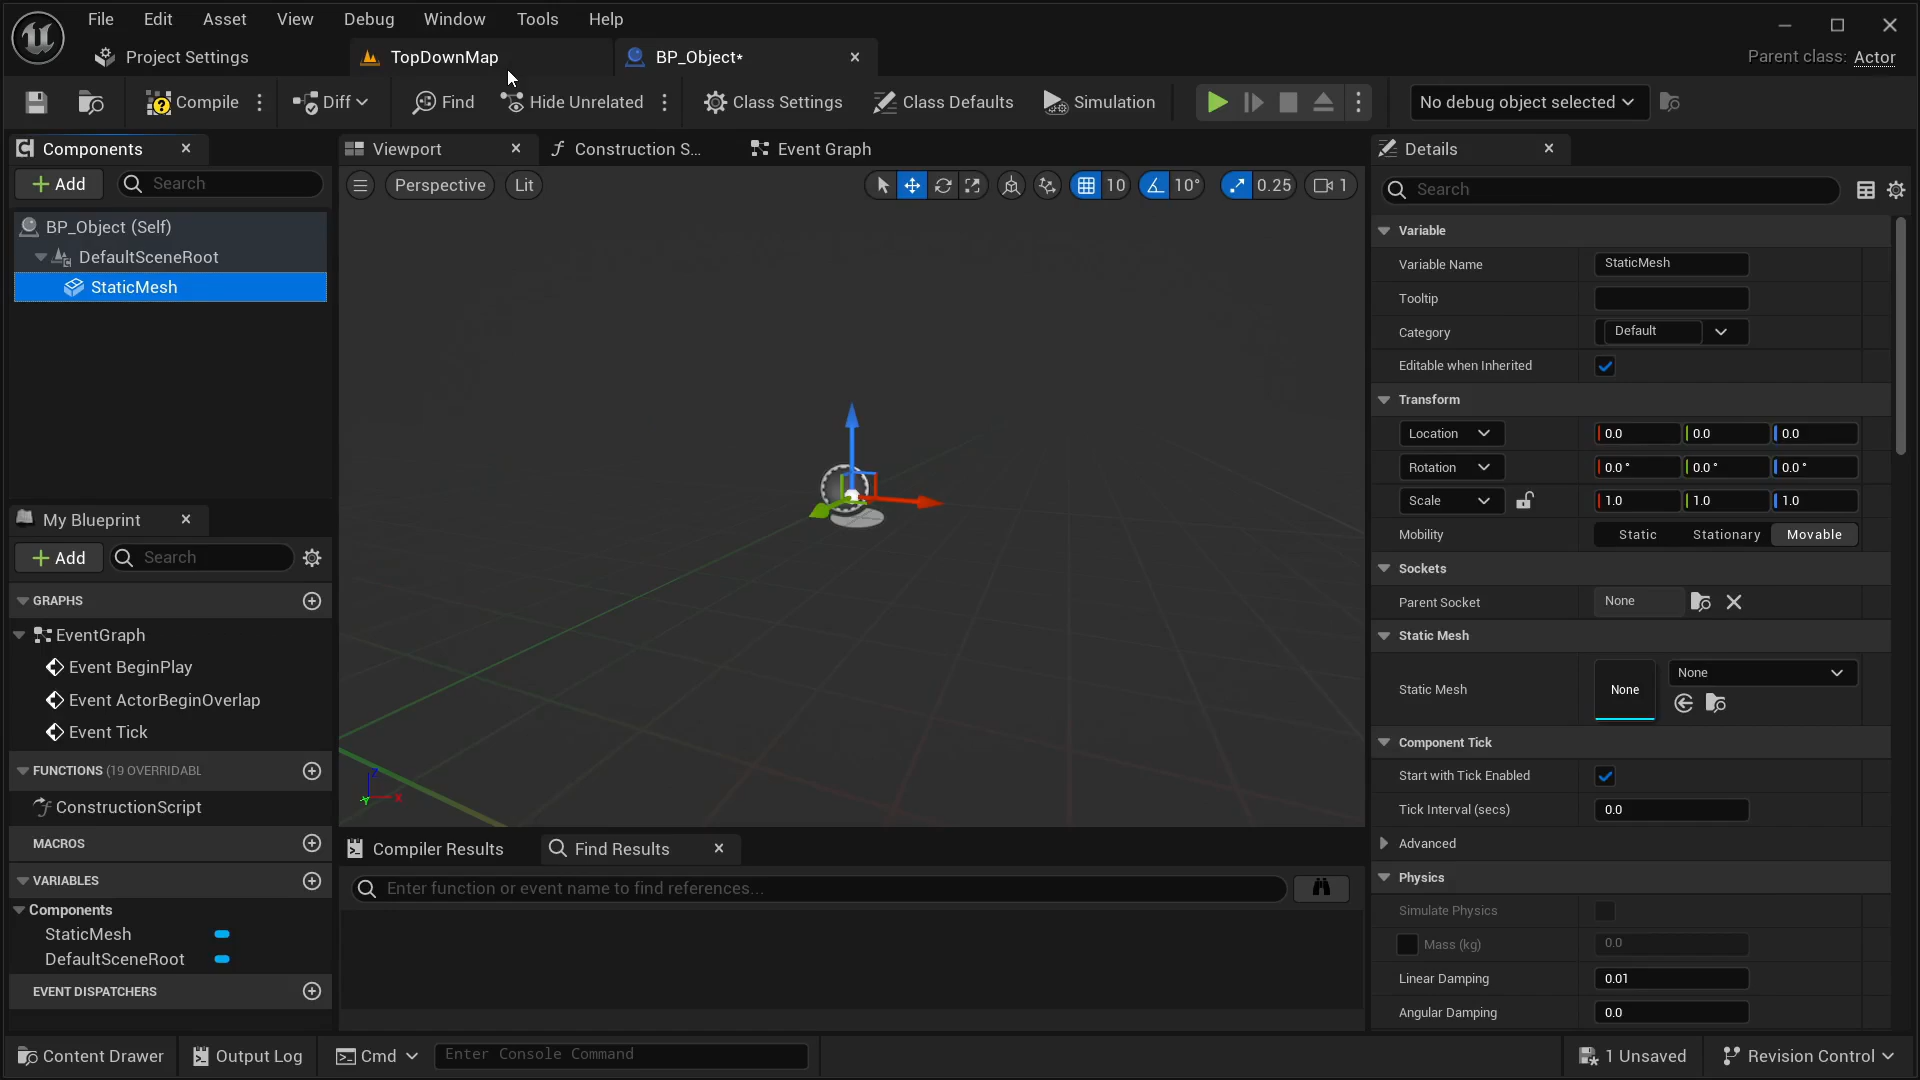 File Edit Asset View Debug Window Tools Help
Project Settings TopDownMap BP_Object* Parent class: Actor
Compile Diff Find Hide Unrelated Class Settings Class Defaults Simulation No debug object selected
Components Viewport Construction S... Event Graph Details
Add Search Perspective Lit 10 10° 0.25 1 Search
BP_Object (Self)
DefaultSceneRoot
StaticMesh
Variable
Variable Name StaticMesh
Tooltip
Category Default
Editable when Inherited
Transform
Location 0.0 0.0 0.0
Rotation 0.0° 0.0° 0.0°
Scale 1.0 1.0 1.0
Mobility Static Stationary Movable
Sockets
Parent Socket None
Static Mesh
Static Mesh None None
Component Tick
Start with Tick Enabled
Tick Interval (secs) 0.0
Advanced
Physics
Simulate Physics
Mass (kg) 0.0
Linear Damping 0.01
Angular Damping 0.0
My Blueprint
Add Search
GRAPHS
EventGraph
Event BeginPlay
Event ActorBeginOverlap
Event Tick
FUNCTIONS (19 OVERRIDABL
ConstructionScript
MACROS
VARIABLES
Components
StaticMesh
DefaultSceneRoot
EVENT DISPATCHERS
Z Y X
Compiler Results Find Results
Enter function or event name to find references...
Content Drawer Output Log Cmd Enter Console Command 1 Unsaved Revision Control